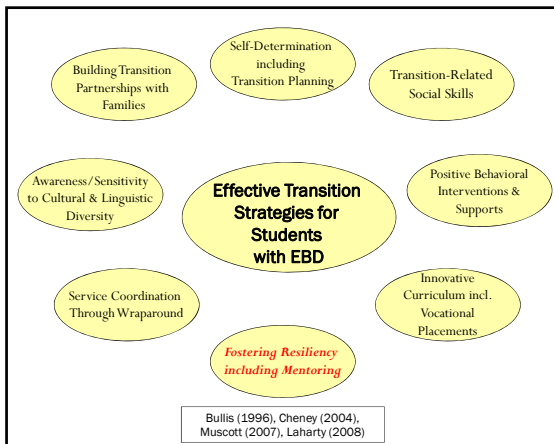 Self-Determination
including
Transition Planning
Building Transition
Partnerships with
Families
Transition-Related
Social Skills
Awareness/Sensitivity
to Cultural & Linguistic
Diversity
Effective Transition
Strategies for
Students
with EBD
Positive Behavioral
Interventions &
Supports
Service Coordination
Through Wraparound
Innovative
Curriculum incl.
Vocational
Placements
Fostering Resiliency
including Mentoring
Bullis (1996), Cheney (2004),
Muscott (2007), Laharty (2008)